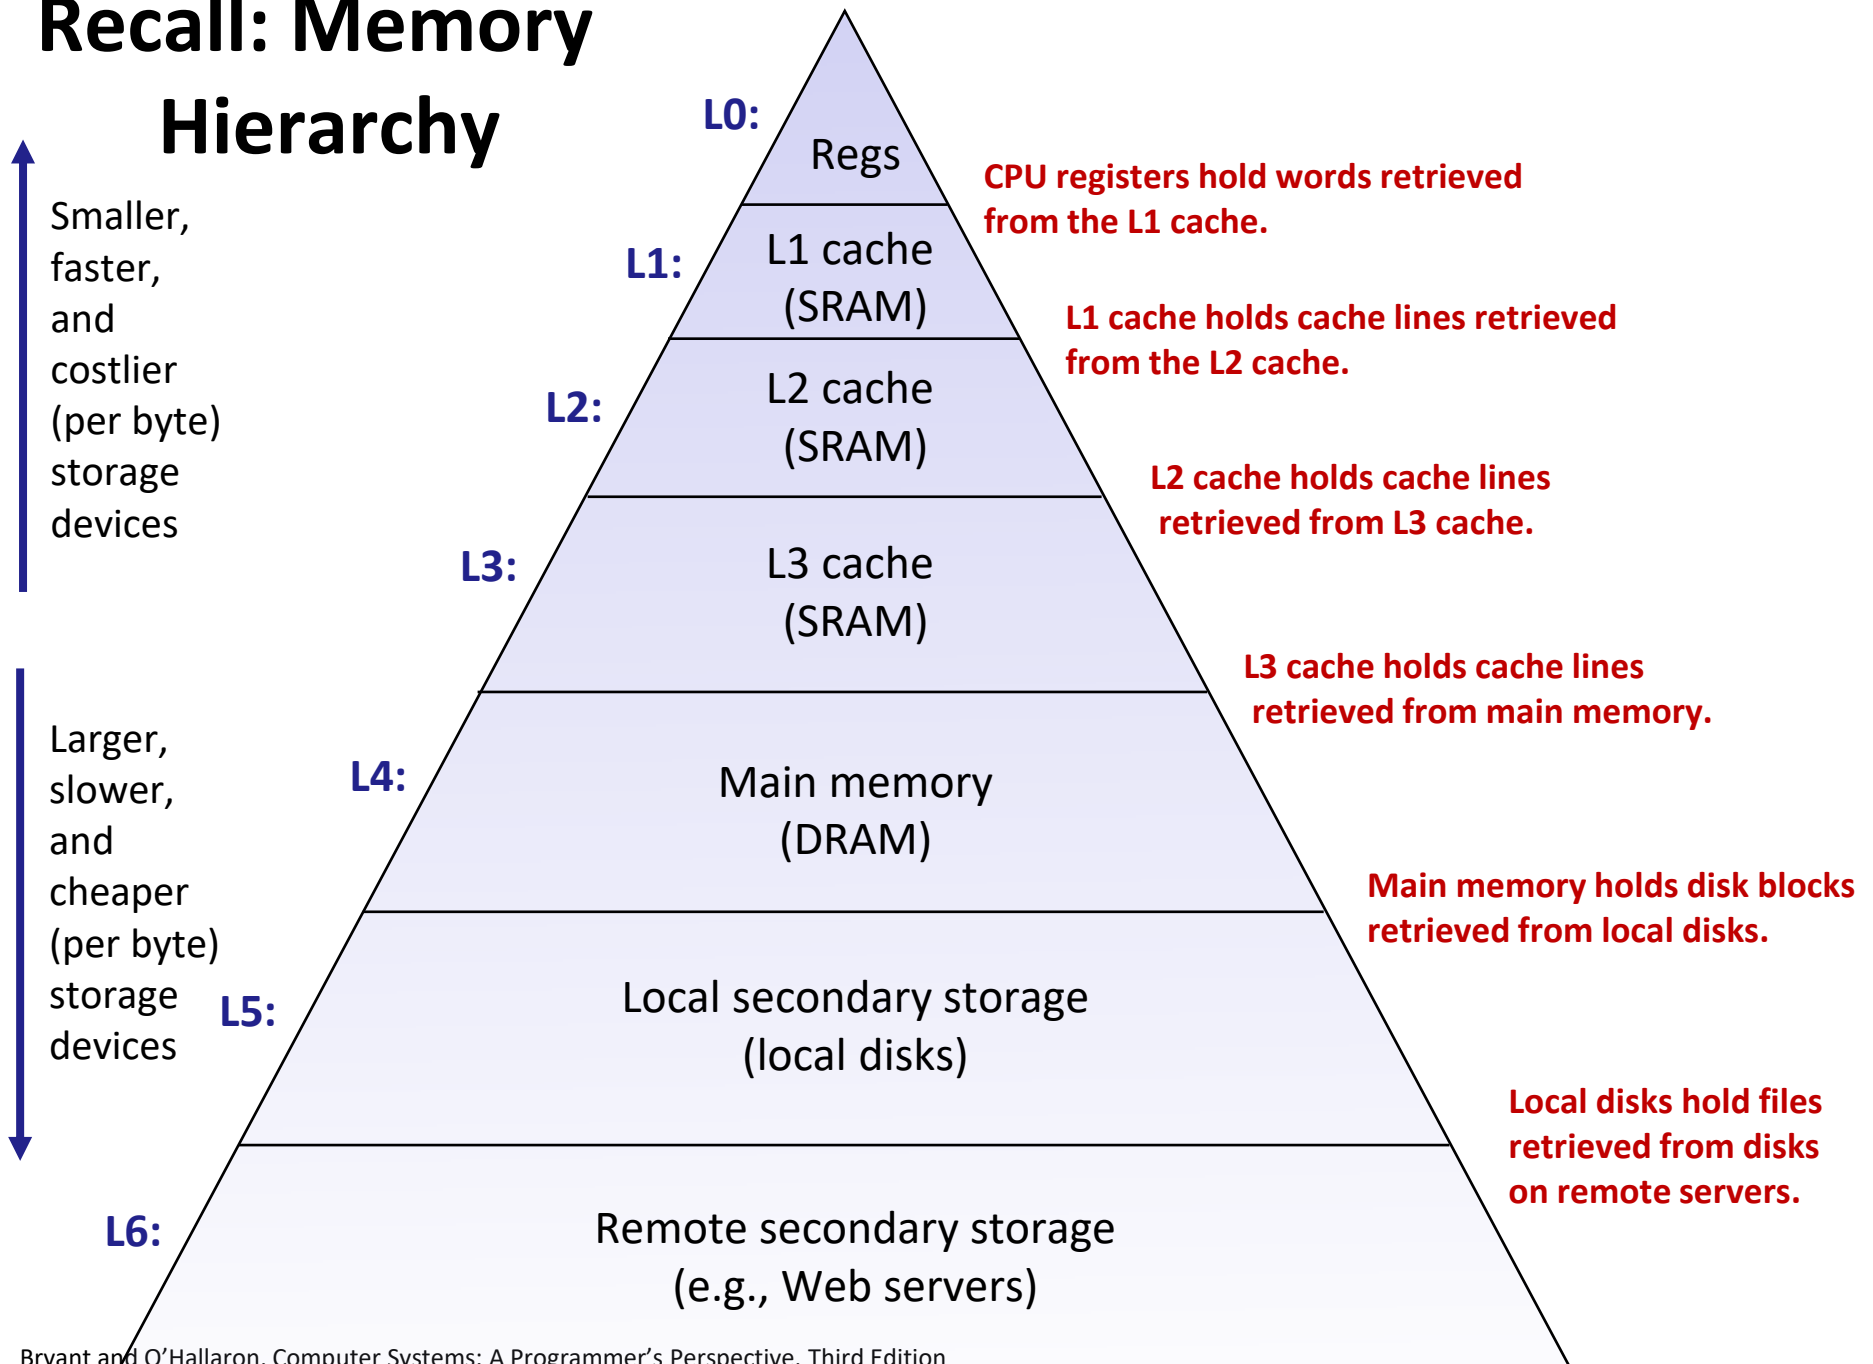 Recall: Memory
Hierarchy
Smaller,
faster,
and
costlier
(per byte)
storage
devices
Larger,
slower,
and
cheaper
(per byte)
storage
devices
L0:
Regs
CPU registers hold words retrieved
from the L1 cache.
L1:
L1 cache
(SRAM)
L1 cache holds cache lines retrieved
from the L2 cache.
L2:
L2 cache
(SRAM)
L2 cache holds cache lines
retrieved from L3 cache.
L3:
L3 cache
(SRAM)
L3 cache holds cache lines
retrieved from main memory.
L4:
Main memory
(DRAM)
Main memory holds disk blocks
retrieved from local disks.
L5:
Local secondary storage
(local disks)
Local disks hold files
retrieved from disks
on remote servers.
L6:
Remote secondary storage
(e.g., Web servers)
Bryant and O'Hallaron, Computer Systems: A Programmer's Perspective, Third Edition